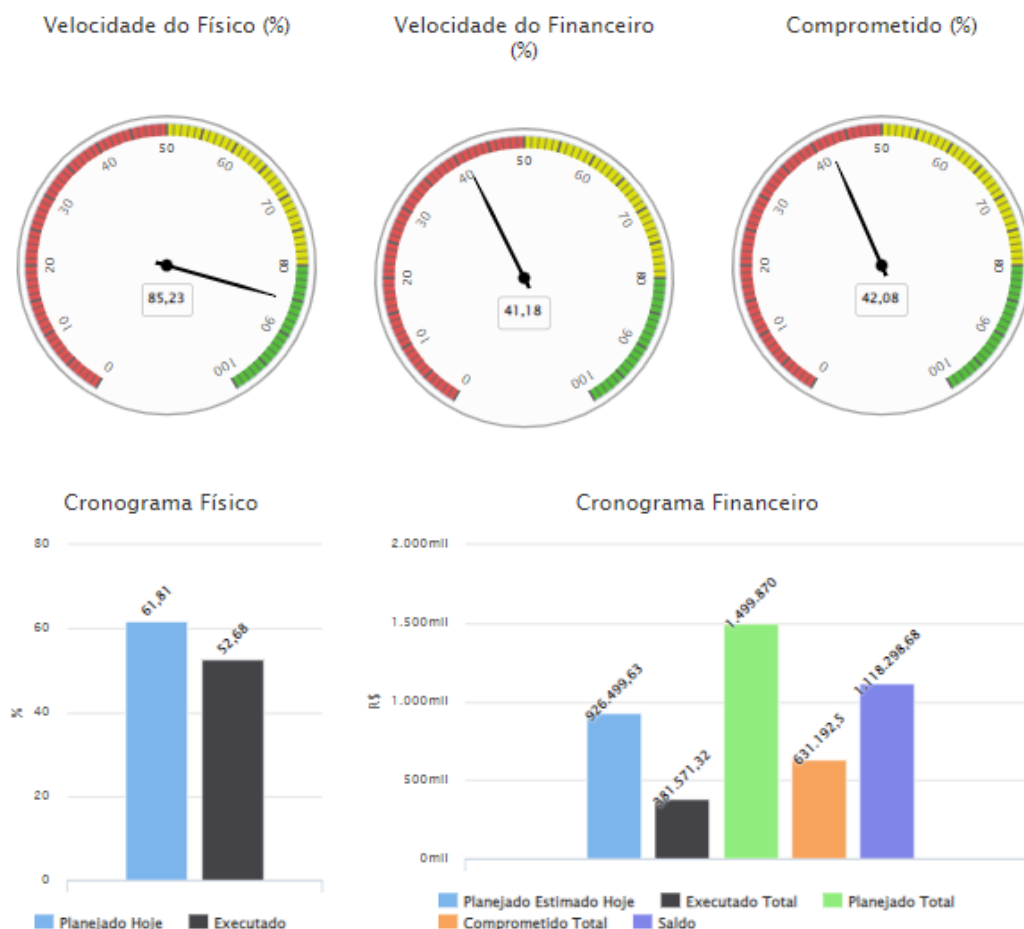 Velocidade do Físico (%)
Velocidade do Financeiro
(%)
Comprometido (%)
0
10
20
30
40
50
60
70
80
90
100
85,23
0
10
20
30
40
50
60
70
80
90
100
41,18
0
10
20
30
40
50
60
70
80
90
100
42,08
Cronograma Físico
80
60
40
20
0
%
61,81
52,68
Planejado Hoje
Executado
Cronograma Financeiro
2.000mil
1.500mil
1.000mil
500mil
0mil
R$
926.499,63
381.571,32
1.499.870
631.192,5
1.118.298,68
Planejado Estimado Hoje
Executado Total
Planejado Total
Comprometido Total
Saldo